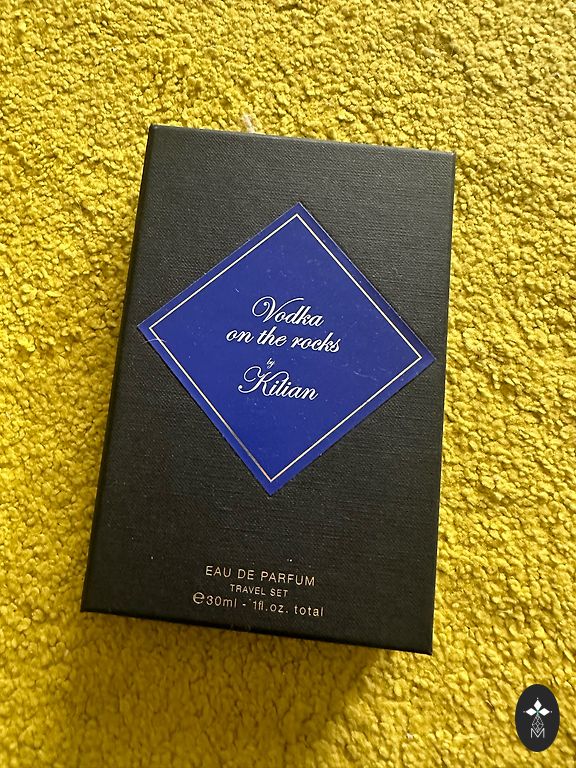 Vodka
on the rocks
by
Kilian
EAU DE PARFUM
TRAVEL SET
℮30ml - 1fl.oz. total
M